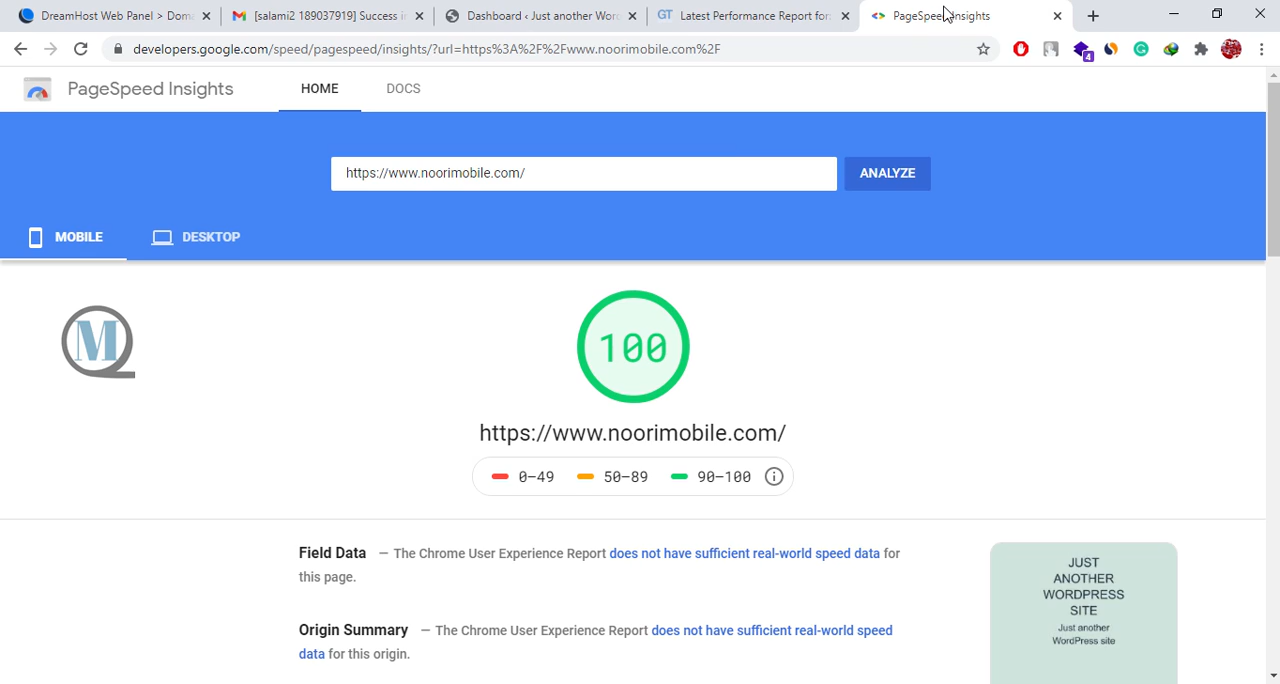 DreamHost Web Panel > Dom
[salami2 189037919] Success i
Dashboard ‹ Just another Wor
GT Latest Performance Report for:
PageSpeed Insights
developers.google.com/speed/pagespeed/insights/?url=https%3A%2F%2Fwww.noorimobile.com%2F
4
PageSpeed Insights
HOME
DOCS
https://www.noorimobile.com/
ANALYZE
MOBILE
DESKTOP
MQ
100
https://www.noorimobile.com/
0–49
50–89
90–100
Field Data — The Chrome User Experience Report does not have sufficient real-world speed data for
this page.
Origin Summary — The Chrome User Experience Report does not have sufficient real-world speed
data for this origin.
JUST
ANOTHER
WORDPRESS
SITE
Just another
WordPress site